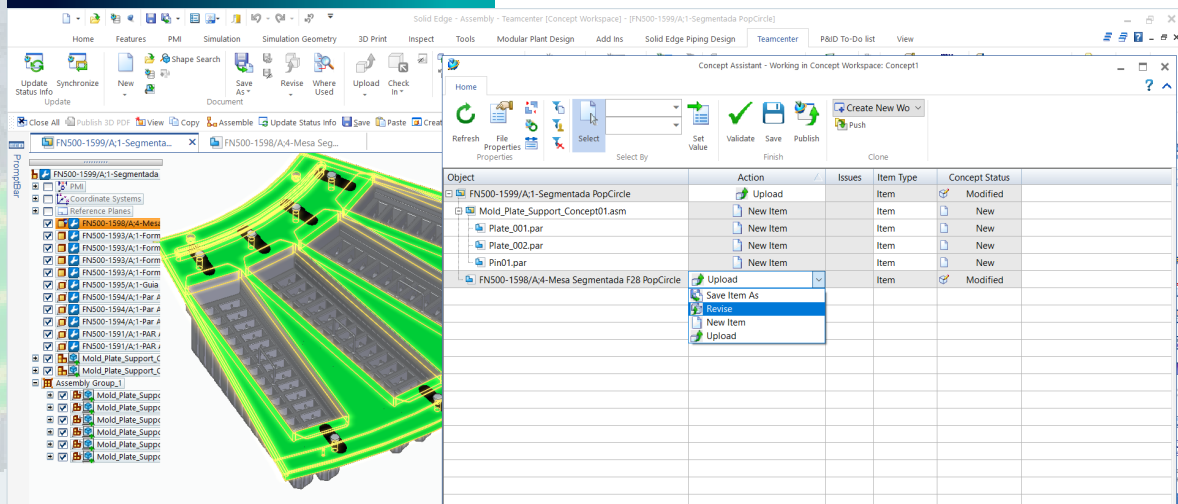 Solid Edge - Assembly - Teamcenter [Concept Workspace] - [FN500-1599/A;1-Segmentada PopCircle]
Home Features PMI Simulation Simulation Geometry 3D Print Inspect Tools Modular Plant Design Add Ins Solid Edge Piping Design Teamcenter P&ID To-Do list View
Shape Search
Update Status Info Synchronize New Save As Revise Where Used Upload Check In
Update Document
Close All Publish 3D PDF View Copy Assemble Update Status Info Save Paste Creat
FN500-1599/A;1-Segmenta... FN500-1598/A;4-Mesa Seg...
PromptBar
FN500-1599/A;1-Segmentada
PMI
Coordinate Systems
Reference Planes
FN500-1598/A;4-Mesa
FN500-1593/A;1-Form
FN500-1593/A;1-Form
FN500-1593/A;1-Form
FN500-1593/A;1-Form
FN500-1595/A;1-Guia
FN500-1594/A;1-Par A
FN500-1594/A;1-Par A
FN500-1594/A;1-Par A
FN500-1591/A;1-PAR A
FN500-1591/A;1-PAR A
Mold_Plate_Support_C
Mold_Plate_Support_C
Assembly Group_1
Mold_Plate_Suppo
Mold_Plate_Suppo
Mold_Plate_Suppo
Mold_Plate_Suppo
Mold_Plate_Suppo
Mold_Plate_Suppo
Concept Assistant - Working in Concept Workspace: Concept1
Home
Refresh File Properties Select Set Value Validate Save Publish Create New Wo
Push
Properties Select By Finish Clone
Object Action Issues Item Type Concept Status
FN500-1599/A;1-Segmentada PopCircle Upload Item Modified
Mold_Plate_Support_Concept01.asm New Item Item New
Plate_001.par New Item Item New
Plate_002.par New Item Item New
Pin01.par New Item Item New
FN500-1598/A;4-Mesa Segmentada F28 PopCircle Upload Item Modified
Save Item As
Revise
New Item
Upload